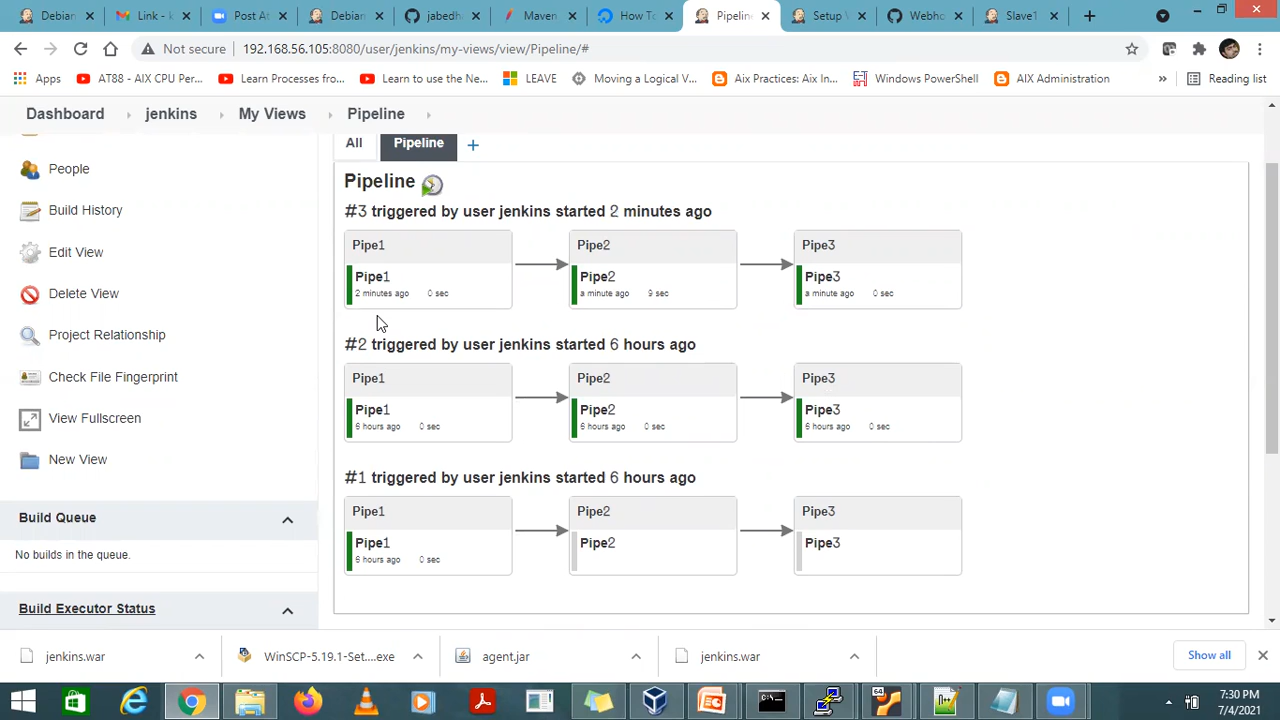 Debian
Link - k
Post At
Debian
jabedh
Maven
How To
Pipelin
Setup V
Webho
Slave1
Not secure
192.168.56.105:8080/user/jenkins/my-views/view/Pipeline/#
Apps
AT88 - AIX CPU Per...
Learn Processes fro...
Learn to use the Ne...
LEAVE
Moving a Logical V...
Aix Practices: Aix In...
Windows PowerShell
AIX Administration
»
Reading list
Dashboard
jenkins
My Views
Pipeline
People
Build History
Edit View
Delete View
Project Relationship
Check File Fingerprint
View Fullscreen
New View
Build Queue
No builds in the queue.
Build Executor Status
All
Pipeline
+
Pipeline
#3 triggered by user jenkins started 2 minutes ago
Pipe1
Pipe2
Pipe3
Pipe1
Pipe2
Pipe3
2 minutes ago 0 sec
a minute ago 9 sec
a minute ago 0 sec
#2 triggered by user jenkins started 6 hours ago
Pipe1
Pipe2
Pipe3
Pipe1
Pipe2
Pipe3
6 hours ago 0 sec
6 hours ago 0 sec
6 hours ago 0 sec
#1 triggered by user jenkins started 6 hours ago
Pipe1
Pipe2
Pipe3
Pipe1
Pipe2
Pipe3
6 hours ago 0 sec
jenkins.war
WinSCP-5.19.1-Set....exe
agent.jar
jenkins.war
Show all
7:30 PM
7/4/2021